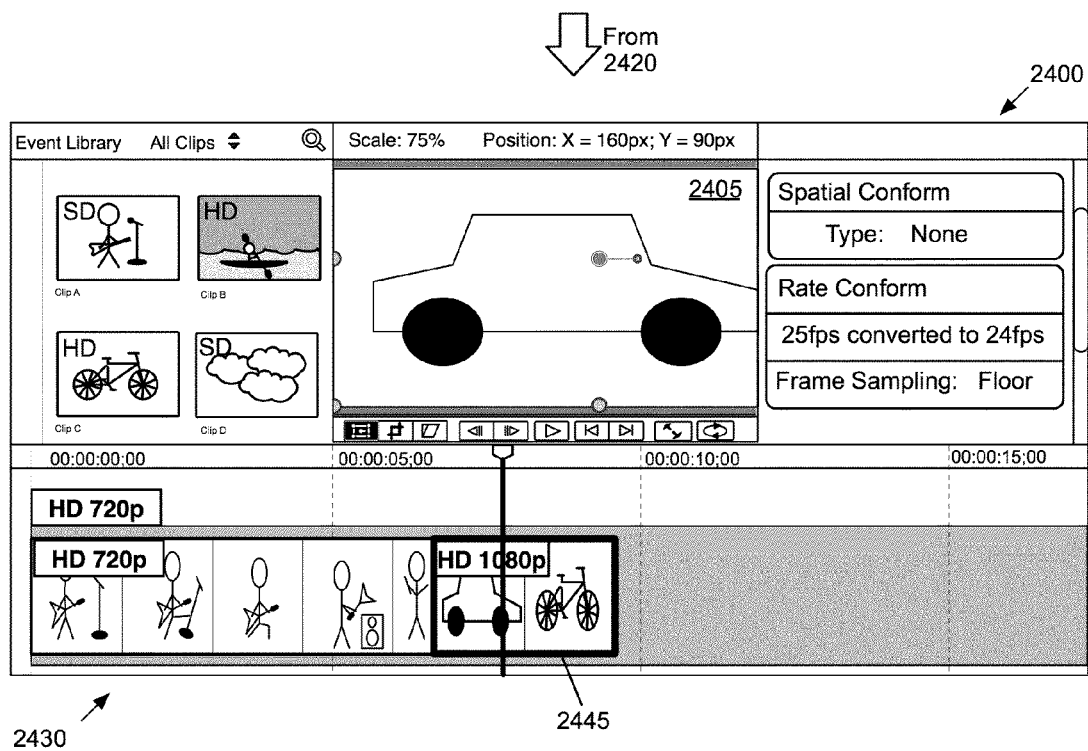 From
2420
2400
Event Library All Clips
Scale: 75% Position: X = 160px; Y = 90px
SD
Clip A
HD
Clip B
HD
Clip C
SD
Clip D
2405
Spatial Conform
Type: None
Rate Conform
25fps converted to 24fps
Frame Sampling: Floor
00:00:00;00 00:00:05;00 00:00:10;00 00:00:15;00
HD 720p
HD 720p
HD 1080p
2445
2430